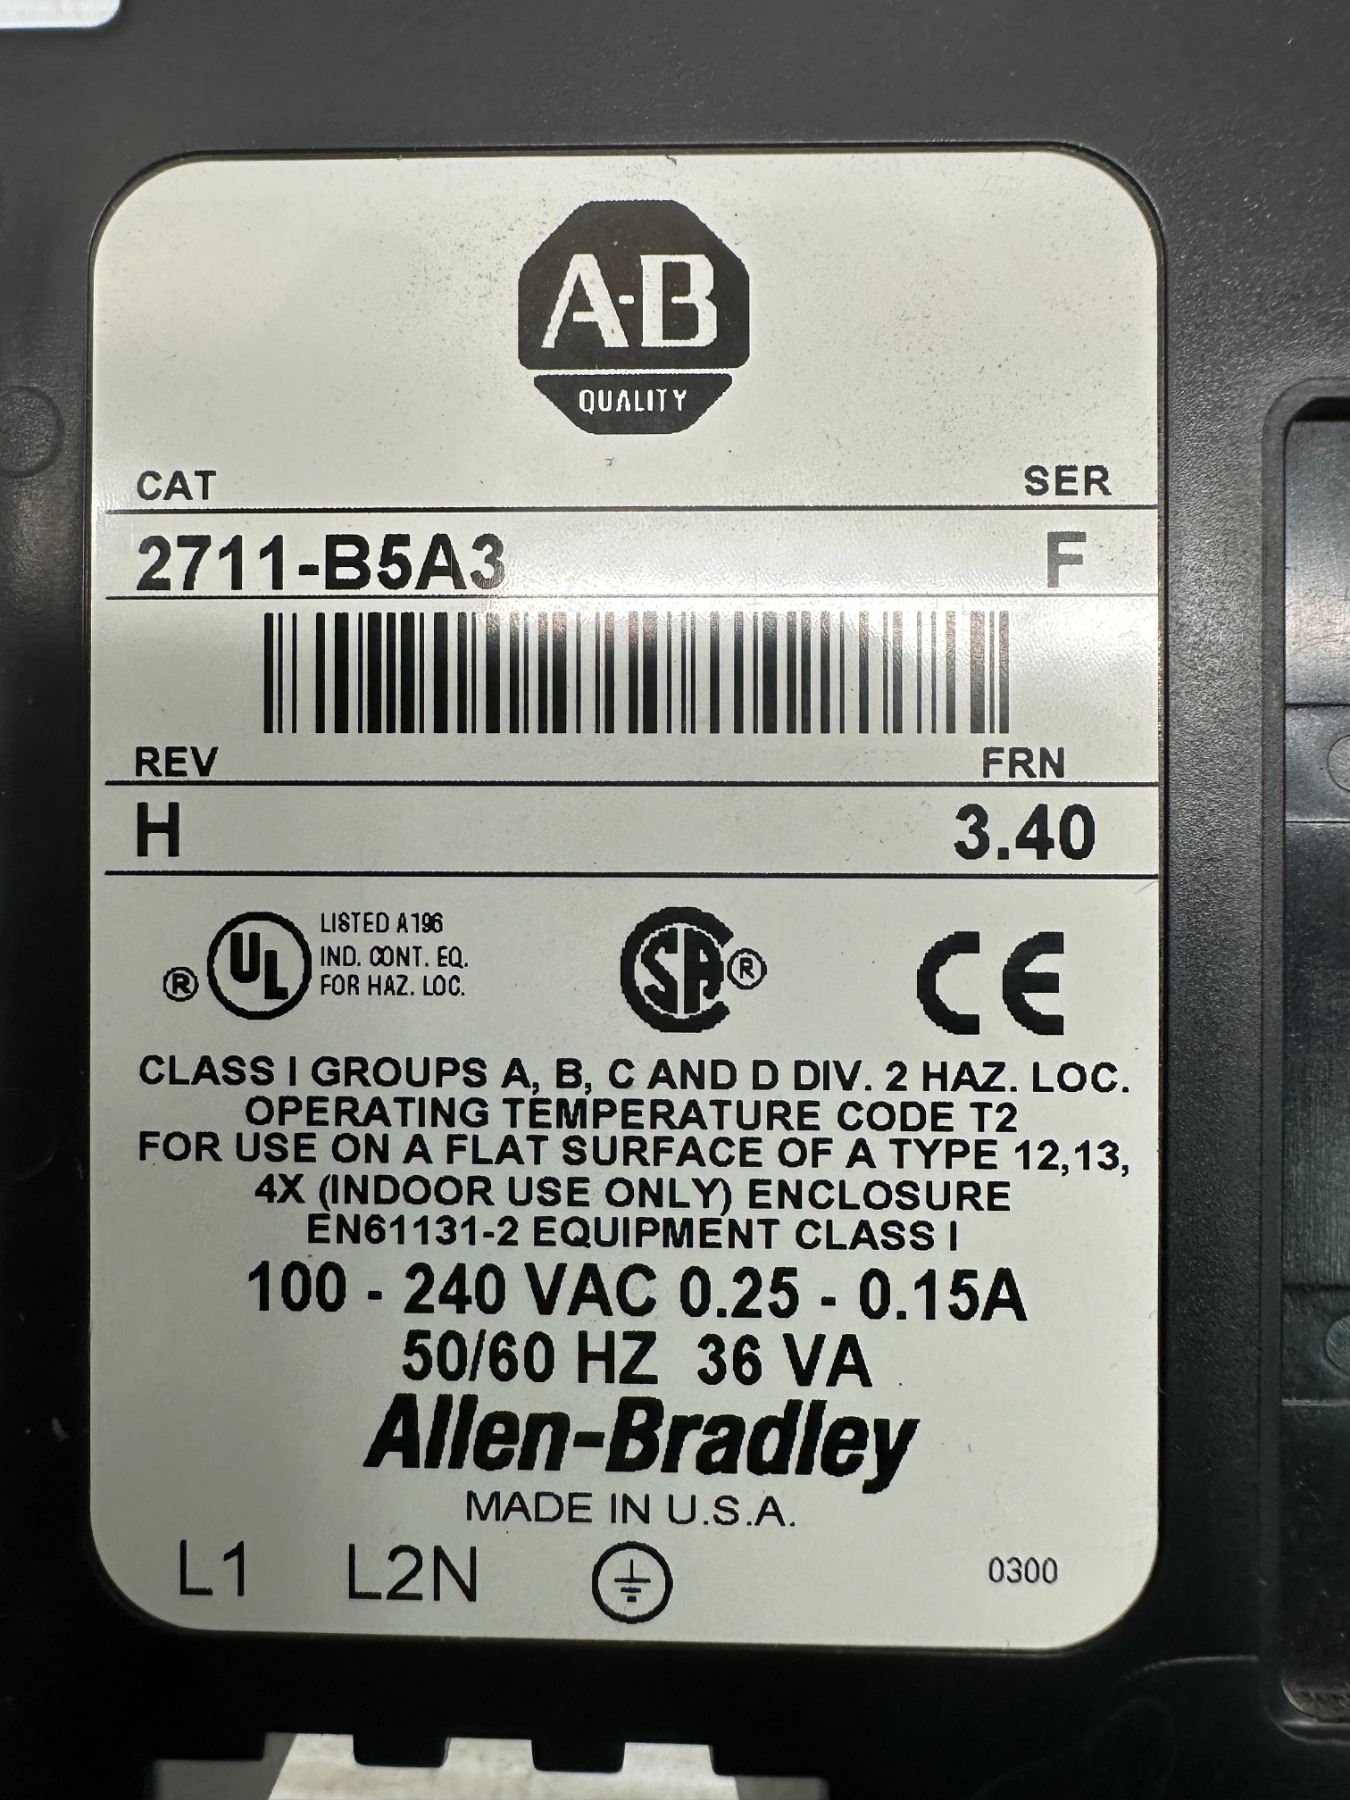 A-B
QUALITY
CAT SER
2711-B5A3 F
REV FRN
H 3.40
® UL LISTED A196
IND. CONT. EQ.
FOR HAZ. LOC.
SA ®
CE
CLASS I GROUPS A, B, C AND D DIV. 2 HAZ. LOC.
OPERATING TEMPERATURE CODE T2
FOR USE ON A FLAT SURFACE OF A TYPE 12,13,
4X (INDOOR USE ONLY) ENCLOSURE
EN61131-2 EQUIPMENT CLASS I
100 - 240 VAC 0.25 - 0.15A
50/60 HZ 36 VA
Allen-Bradley
MADE IN U.S.A.
L1 L2N 0300